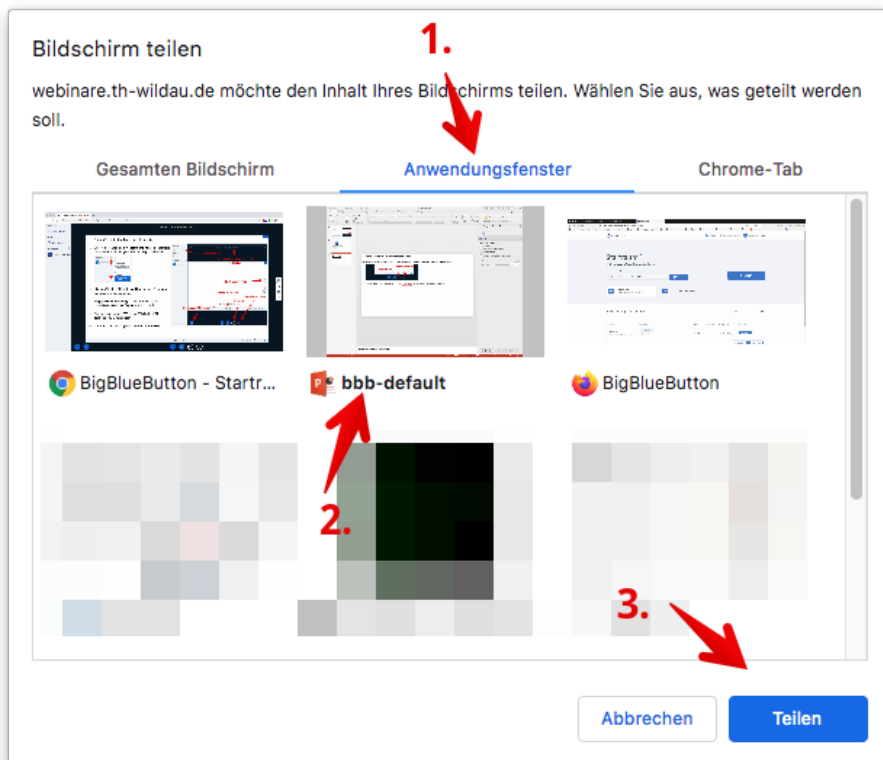 1.
Bildschirm teilen
webinare.th-wildau.de möchte den Inhalt Ihres Bildschirms teilen. Wählen Sie aus, was geteilt werden
soll.
Gesamten Bildschirm Anwendungsfenster Chrome-Tab
Startraum
BigBlueButton - Startr... bbb-default BigBlueButton
2.
3.
Abbrechen Teilen